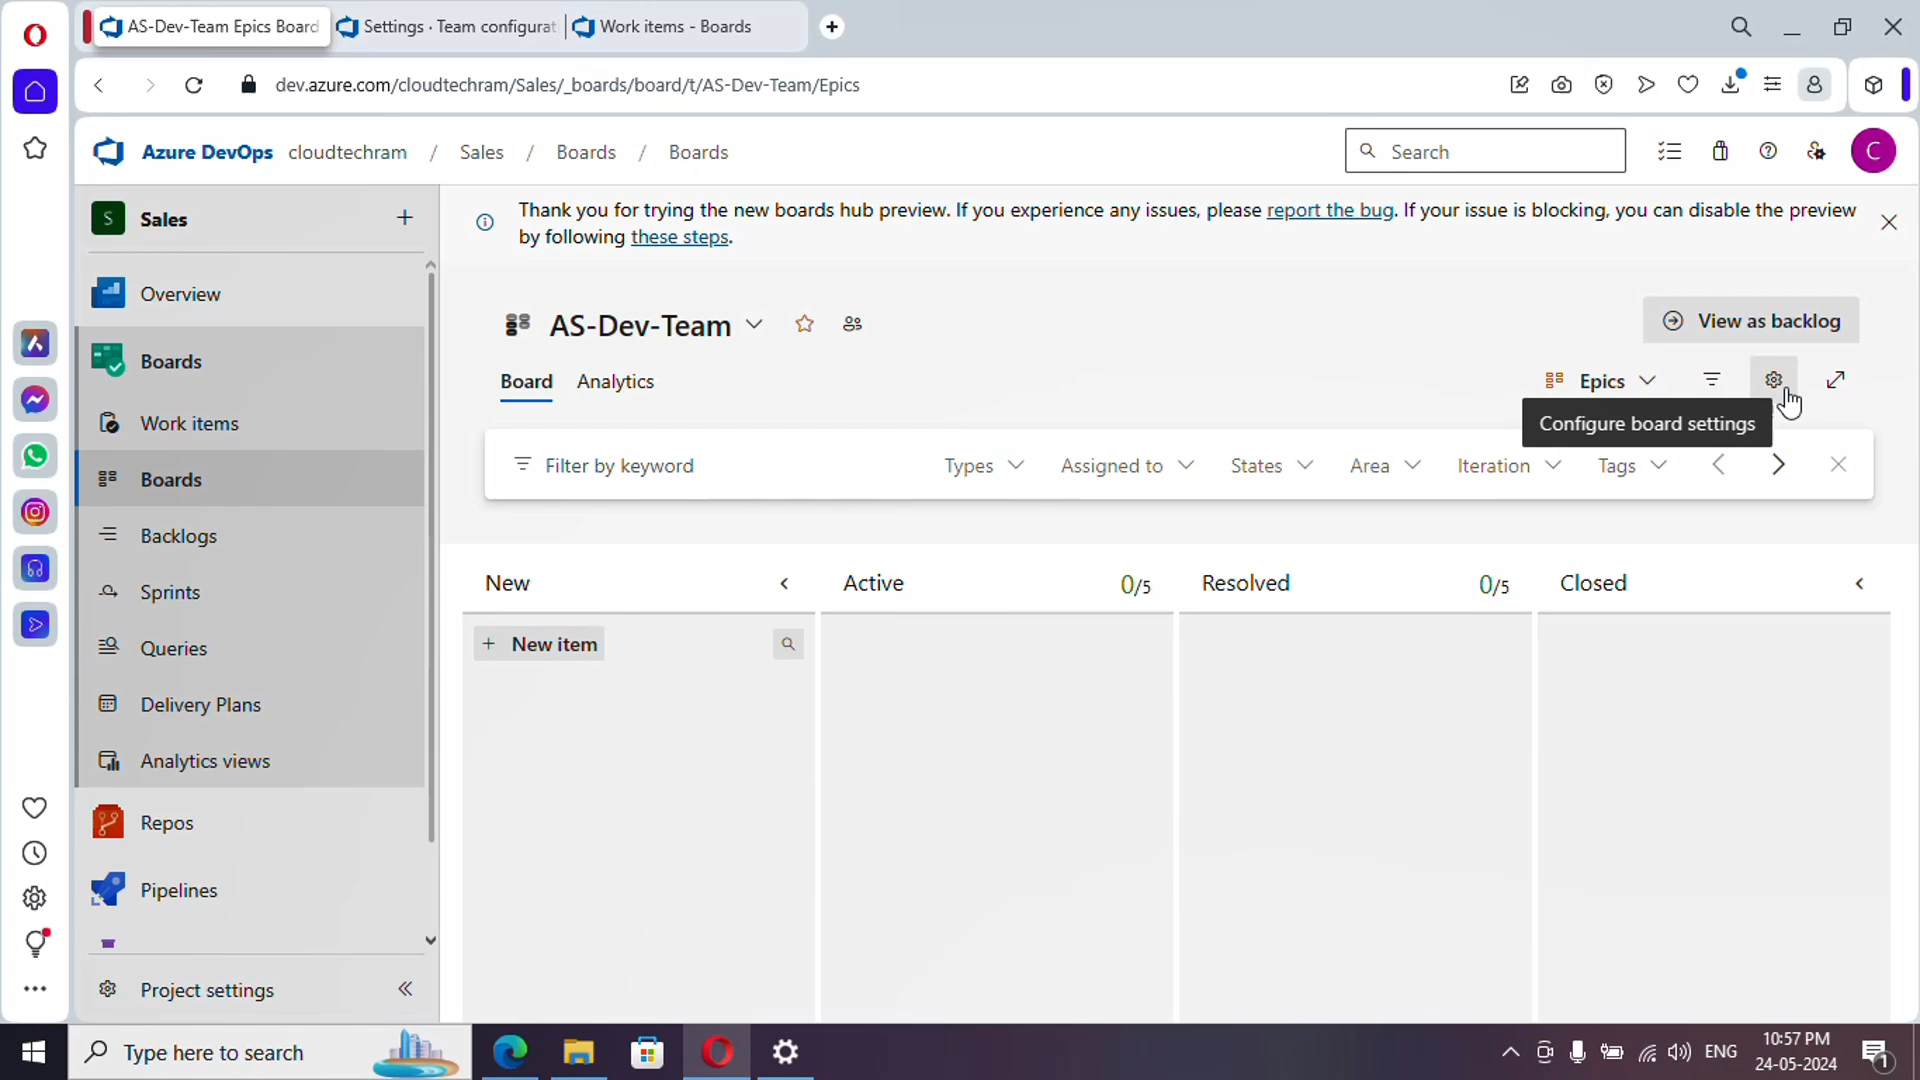 AS-Dev-Team Epics Board
Settings · Team configurat
Work items - Boards
dev.azure.com/cloudtechram/Sales/_boards/board/t/AS-Dev-Team/Epics
Azure DevOps cloudtechram / Sales / Boards / Boards
Search
C
S Sales
Thank you for trying the new boards hub preview. If you experience any issues, please report the bug. If your issue is blocking, you can disable the preview
by following these steps.
Overview
Boards
Work items
Boards
Backlogs
Sprints
Queries
Delivery Plans
Analytics views
Repos
Pipelines
Project settings
AS-Dev-Team
View as backlog
Board Analytics
Epics
Configure board settings
Filter by keyword
Types Assigned to States Area Iteration Tags
New
Active 0/5
Resolved 0/5
Closed
+ New item
Type here to search
ENG
10:57 PM
24-05-2024
1